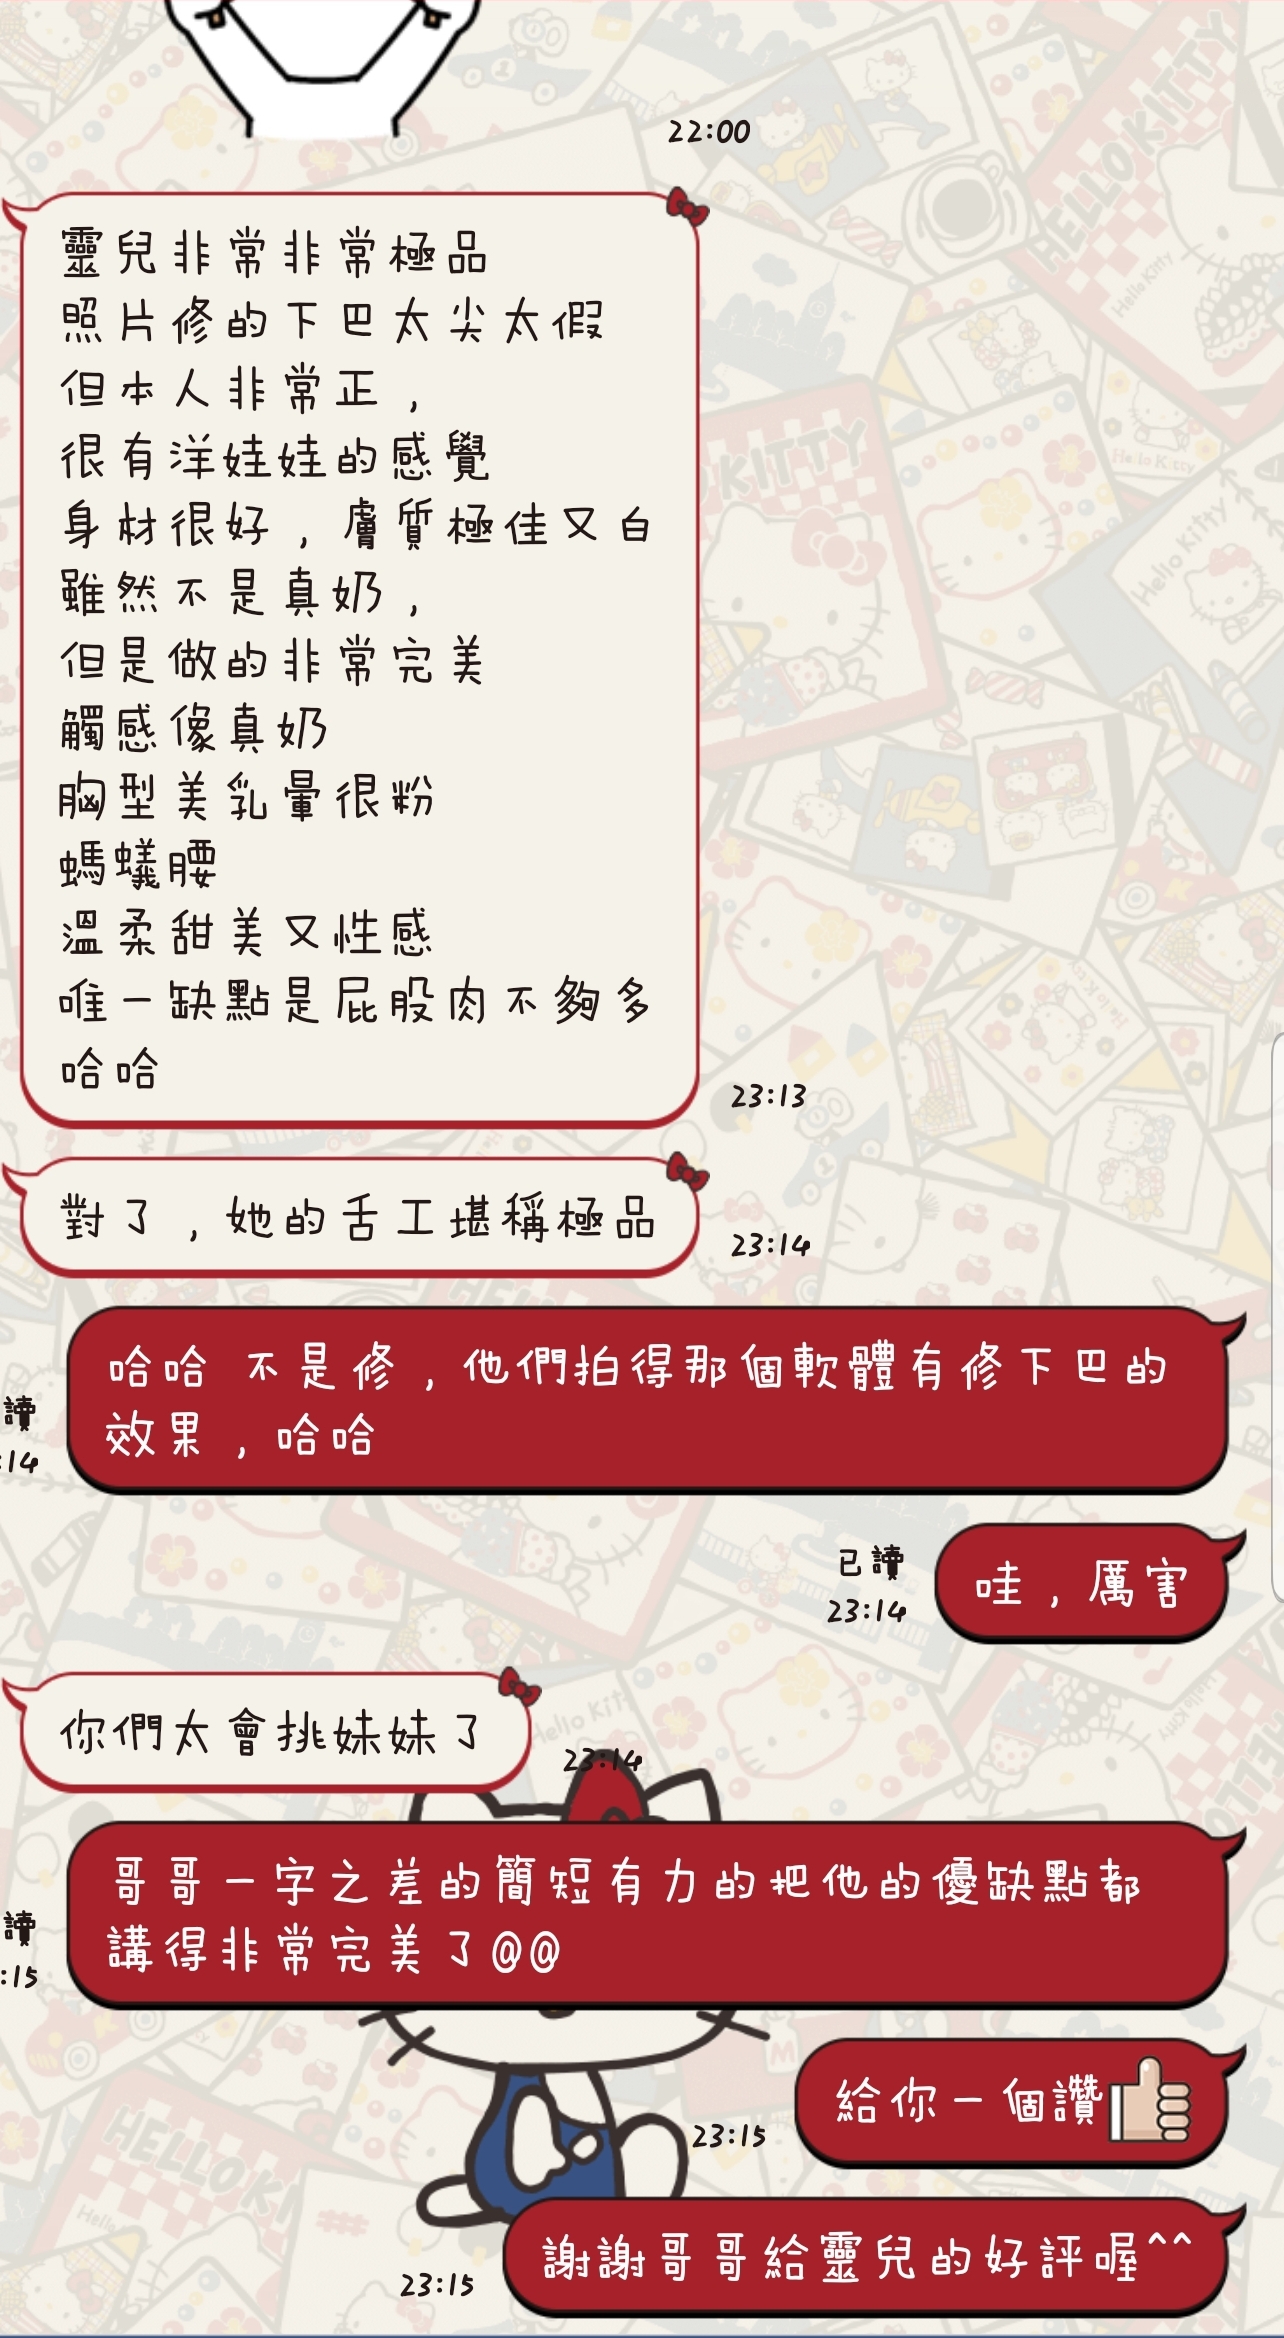 22:00
靈兒非常非常極品
照片修的下巴太尖太假
但本人非常正，
很有洋娃娃的感覺
身材很好，膚質極佳又白
雖然不是真奶，
但是做的非常完美
觸感像真奶
胸型美乳暈很粉
螞蟻腰
溫柔甜美又性感
唯一缺點是屁股肉不夠多
哈哈
23:13
對了，她的舌工堪稱極品
23:14
哈哈 不是修，他們拍得那個軟體有修下巴的
效果，哈哈
讀
:14
哇，厲害
已讀
23:14
你們太會挑妹妹了
23:14
哥哥一字之差的簡短有力的把他的優缺點都
講得非常完美了@@
讀
:15
給你一個讚👍
23:15
謝謝哥哥給靈兒的好評喔^^
23:15